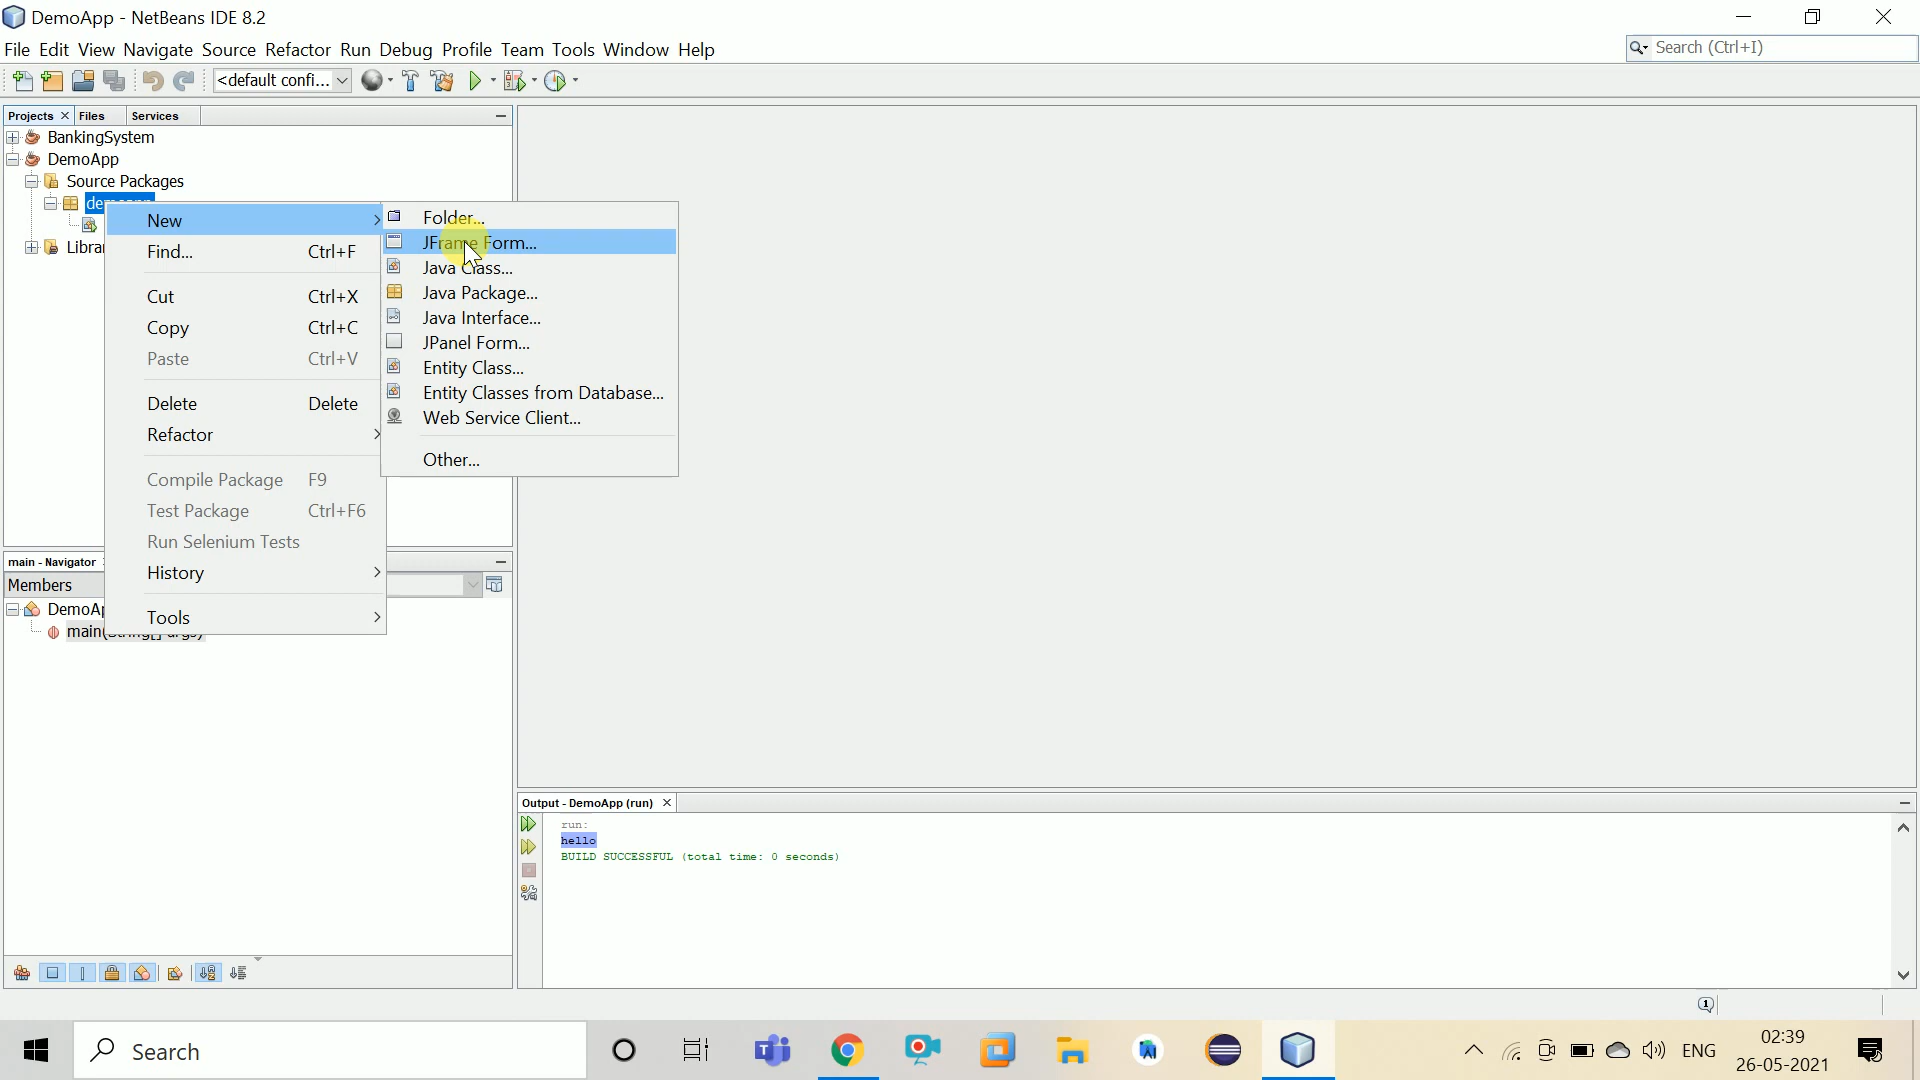 DemoApp - NetBeans IDE 8.2
File Edit View Navigate Source Refactor Run Debug Profile Team Tools Window Help
Search (Ctrl+I)
<default confi...
Projects Files Services
BankingSystem
DemoApp
Source Packages
New
Find... Ctrl+F
Cut Ctrl+X
Copy Ctrl+C
Paste Ctrl+V
Delete Delete
Refactor
Compile Package F9
Test Package Ctrl+F6
Run Selenium Tests
History
Tools
Folder...
JFrame Form...
Java Class...
Java Package...
Java Interface...
JPanel Form...
Entity Class...
Entity Classes from Database...
Web Service Client...
Other...
main - Navigator
Members
Output - DemoApp (run)
run:
hello
BUILD SUCCESSFUL (total time: 0 seconds)
Search
ENG
02:39
26-05-2021